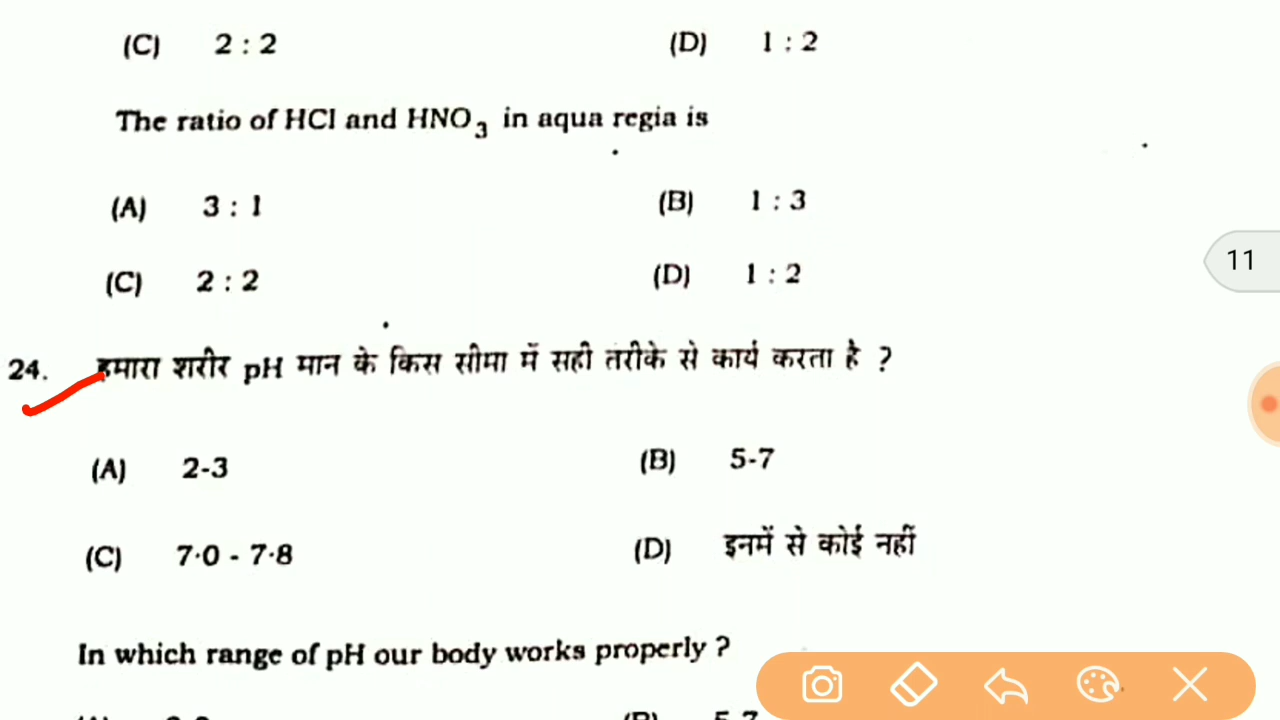 (C) 2 : 2 (D) 1 : 2
The ratio of HCl and HNO₃ in aqua regia is
(A) 3 : 1 (B) 1 : 3
(C) 2 : 2 (D) 1 : 2
11
24. हमारा शरीर pH मान के किस सीमा में सही तरीके से कार्य करता है ?
(A) 2-3 (B) 5-7
(C) 7·0 - 7·8 (D) इनमें से कोई नहीं
In which range of pH our body works properly ?